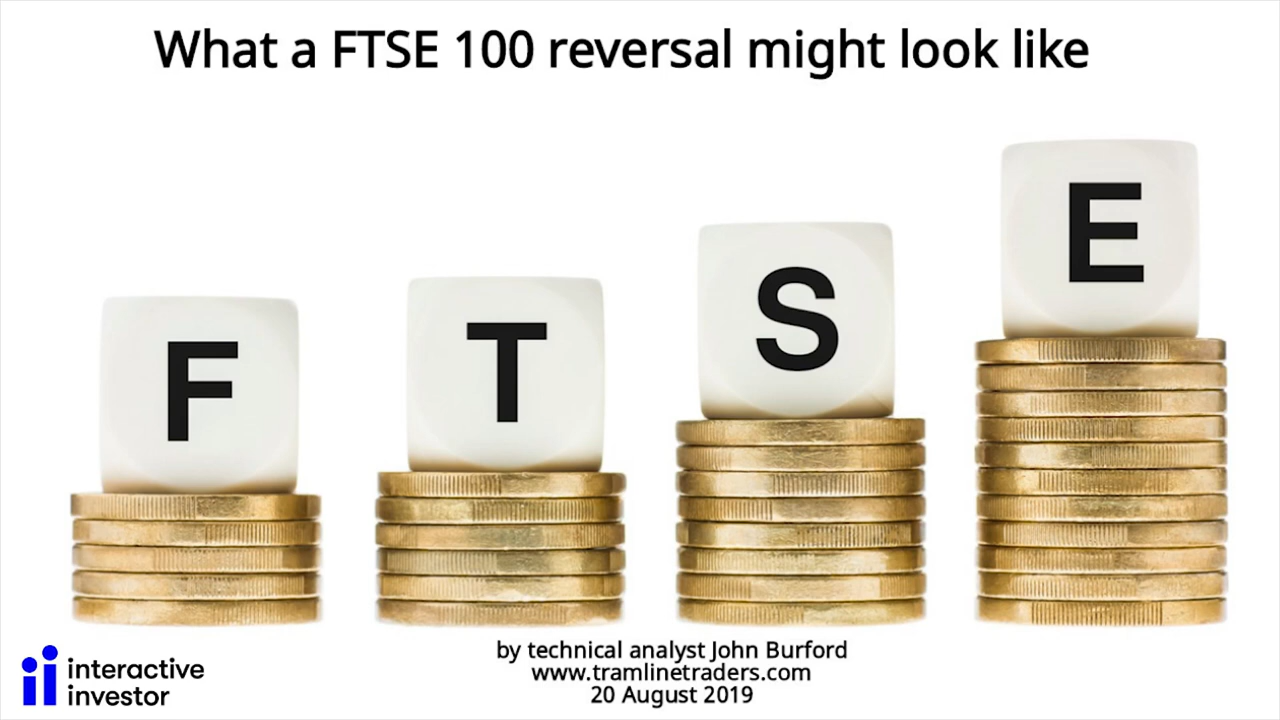 What a FTSE 100 reversal might look like
F T S E
by technical analyst John Burford
www.tramlinetraders.com
20 August 2019
interactive
investor